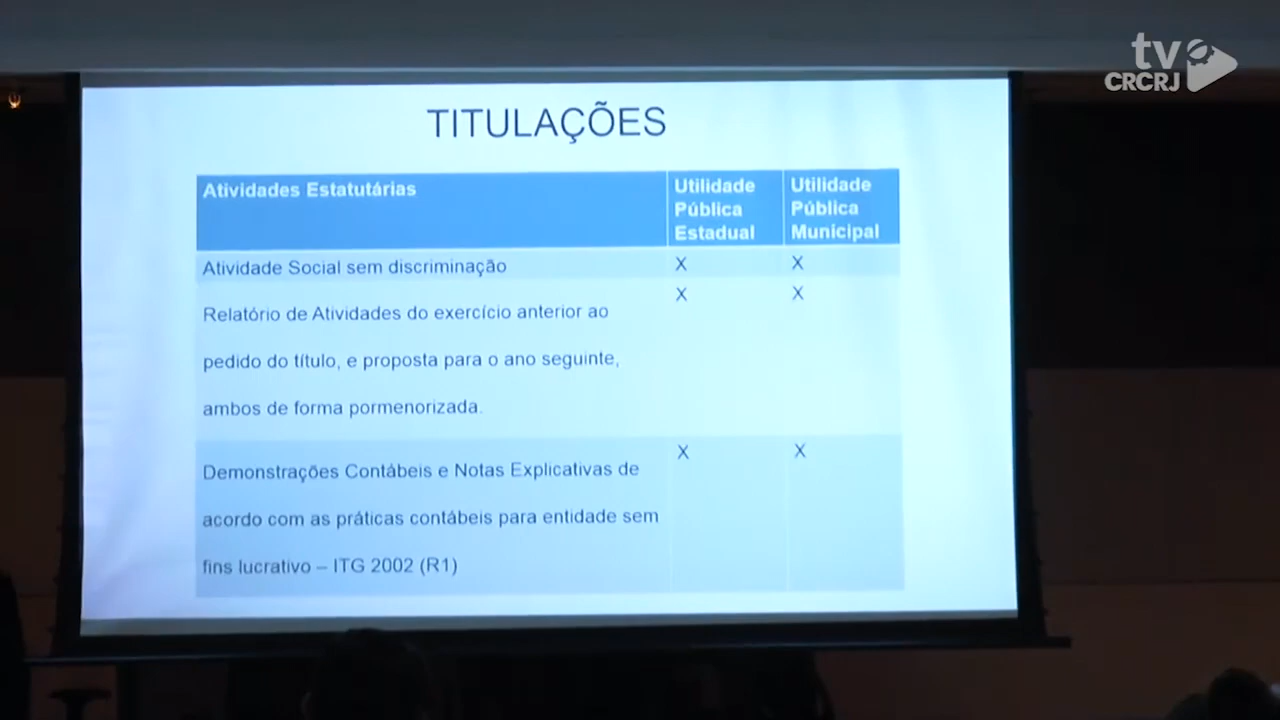 tv
CRCRJ
TITULAÇÕES
Atividades Estatutárias
Utilidade
Pública
Estadual
Utilidade
Pública
Municipal
Atividade Social sem discriminação
X
X
Relatório de Atividades do exercício anterior ao
pedido do título, e proposta para o ano seguinte,
ambos de forma pormenorizada.
X
X
Demonstrações Contábeis e Notas Explicativas de
acordo com as práticas contábeis para entidade sem
fins lucrativo – ITG 2002 (R1)
X
X